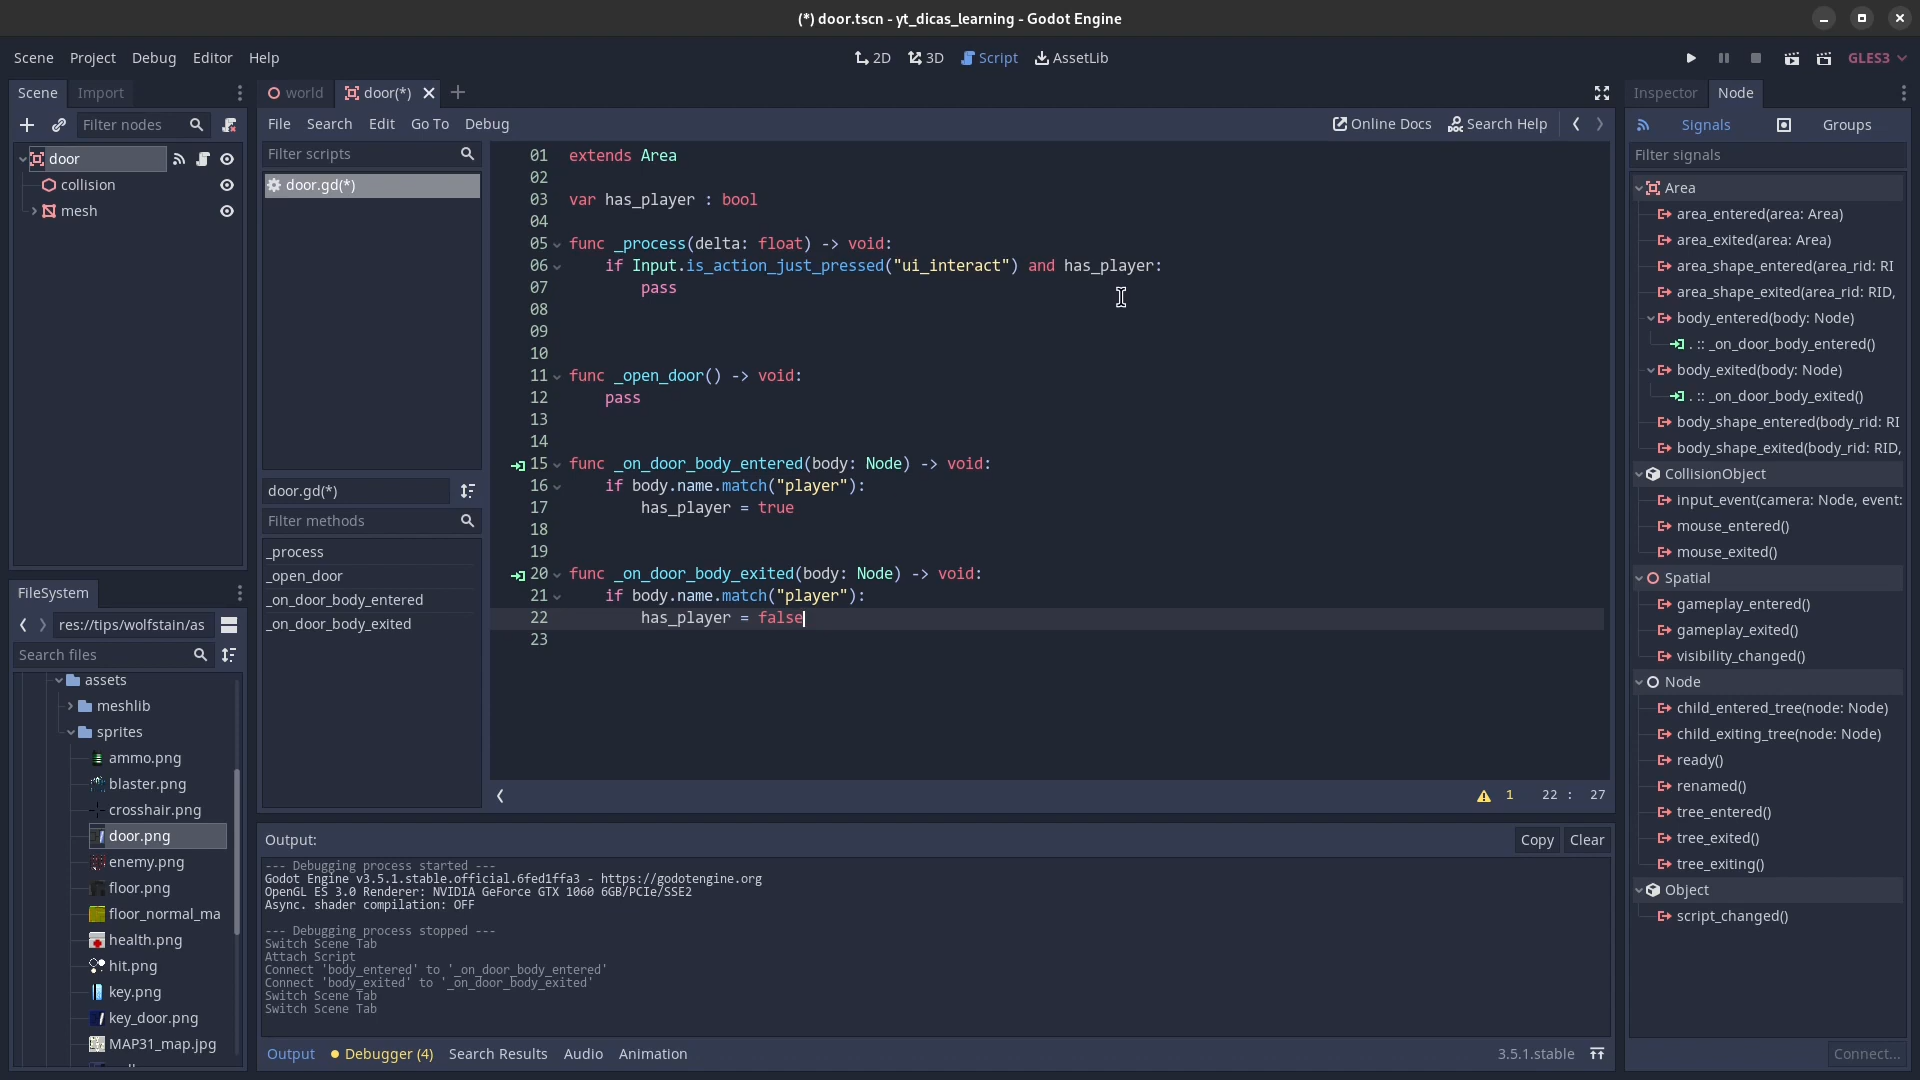 (*) door.tscn - yt_dicas_learning - Godot Engine
Scene Project Debug Editor Help
2D 3D Script AssetLib
GLES3
Scene Import
Filter nodes
door
collision
mesh
FileSystem
res://tips/wolfstain/as
Search files
assets
meshlib
sprites
ammo.png
blaster.png
crosshair.png
door.png
enemy.png
floor.png
floor_normal_ma
health.png
hit.png
key.png
key_door.png
MAP31_map.jpg
world door(*)
File Search Edit Go To Debug
Online Docs Search Help
Filter scripts
door.gd(*)
door.gd(*)
Filter methods
_process
_open_door
_on_door_body_entered
_on_door_body_exited
01 extends Area
02
03 var has_player : bool
04
05 func _process(delta: float) -> void:
06 if Input.is_action_just_pressed("ui_interact") and has_player:
07 pass
08
09
10
11 func _open_door() -> void:
12 pass
13
14
15 func _on_door_body_entered(body: Node) -> void:
16 if body.name.match("player"):
17 has_player = true
18
19
20 func _on_door_body_exited(body: Node) -> void:
21 if body.name.match("player"):
22 has_player = false
23
1 22 : 27
Output:
Copy Clear
--- Debugging process started ---
Godot Engine v3.5.1.stable.official.6fed1ffa3 - https://godotengine.org
OpenGL ES 3.0 Renderer: NVIDIA GeForce GTX 1060 6GB/PCIe/SSE2
Async. shader compilation: OFF
--- Debugging process stopped ---
Switch Scene Tab
Attach Script
Connect 'body_entered' to '_on_door_body_entered'
Connect 'body_exited' to '_on_door_body_exited'
Switch Scene Tab
Switch Scene Tab
Output Debugger (4) Search Results Audio Animation
3.5.1.stable
Inspector Node
Signals Groups
Filter signals
Area
area_entered(area: Area)
area_exited(area: Area)
area_shape_entered(area_rid: RI
area_shape_exited(area_rid: RID,
body_entered(body: Node)
. :: _on_door_body_entered()
body_exited(body: Node)
. :: _on_door_body_exited()
body_shape_entered(body_rid: RI
body_shape_exited(body_rid: RID,
CollisionObject
input_event(camera: Node, event:
mouse_entered()
mouse_exited()
Spatial
gameplay_entered()
gameplay_exited()
visibility_changed()
Node
child_entered_tree(node: Node)
child_exiting_tree(node: Node)
ready()
renamed()
tree_entered()
tree_exited()
tree_exiting()
Object
script_changed()
Connect...